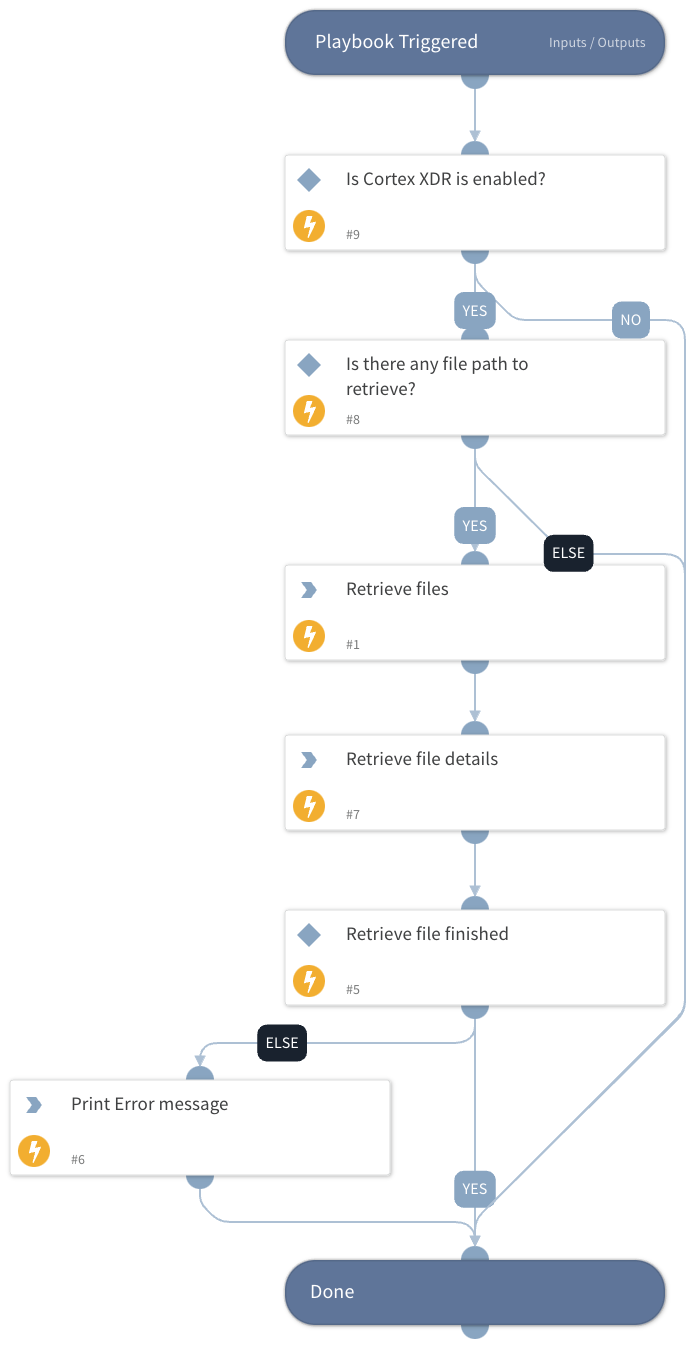 Playbook Triggered
Inputs / Outputs
Is Cortex XDR is enabled?
#9
YES
NO
Is there any file path to
retrieve?
#8
YES
ELSE
Retrieve files
#1
Retrieve file details
#7
Retrieve file finished
#5
ELSE
Print Error message
#6
YES
Done